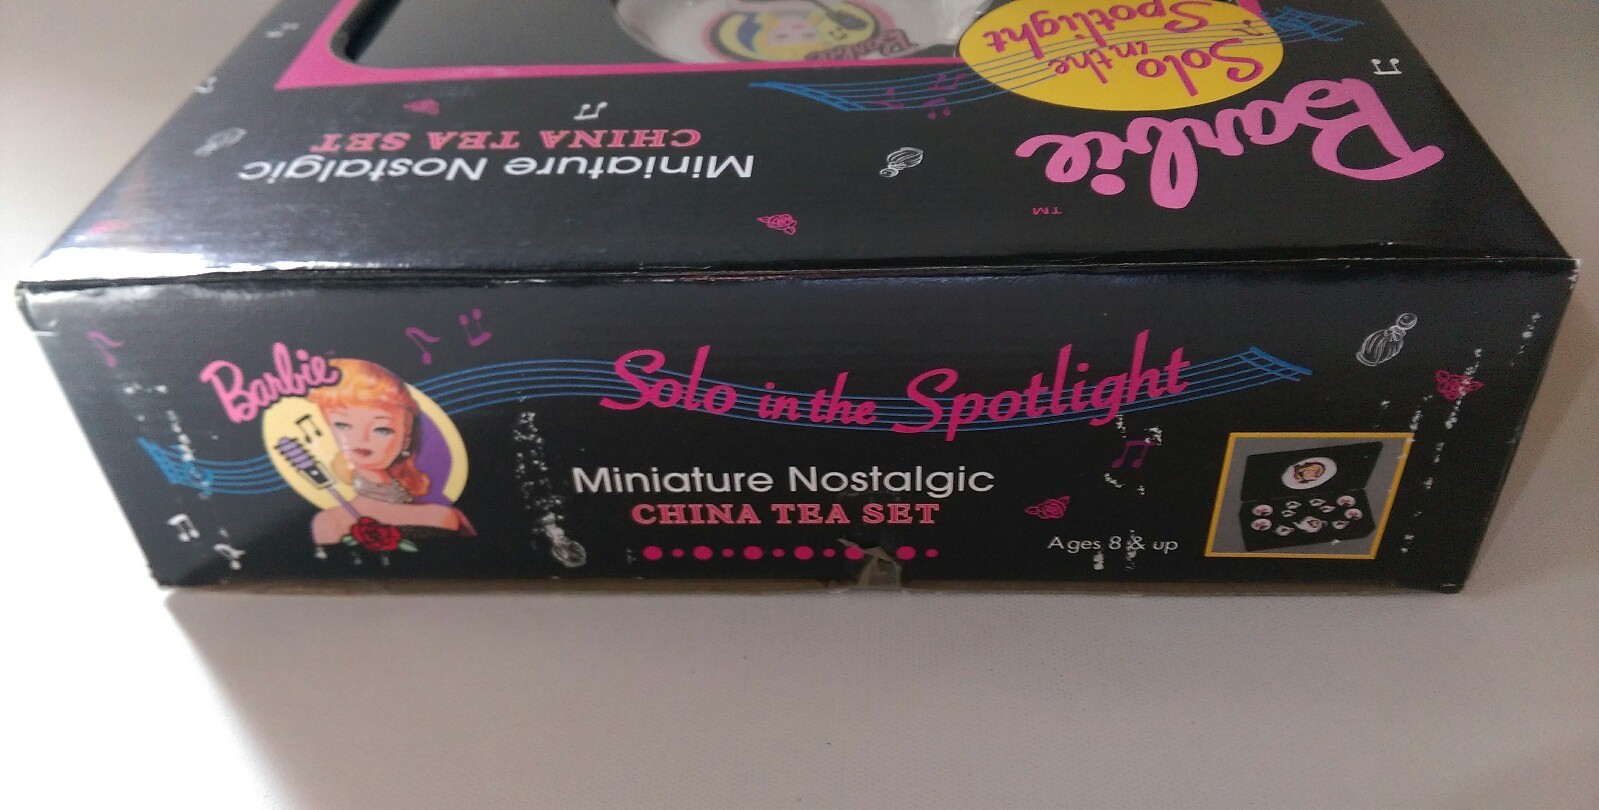 Barbie
Solo
in the
Spotlight
Barbie
TM
Miniature Nostalgic
CHINA TEA SET
Barbie
Solo in the Spotlight
Miniature Nostalgic
CHINA TEA SET
Ages 8 & up